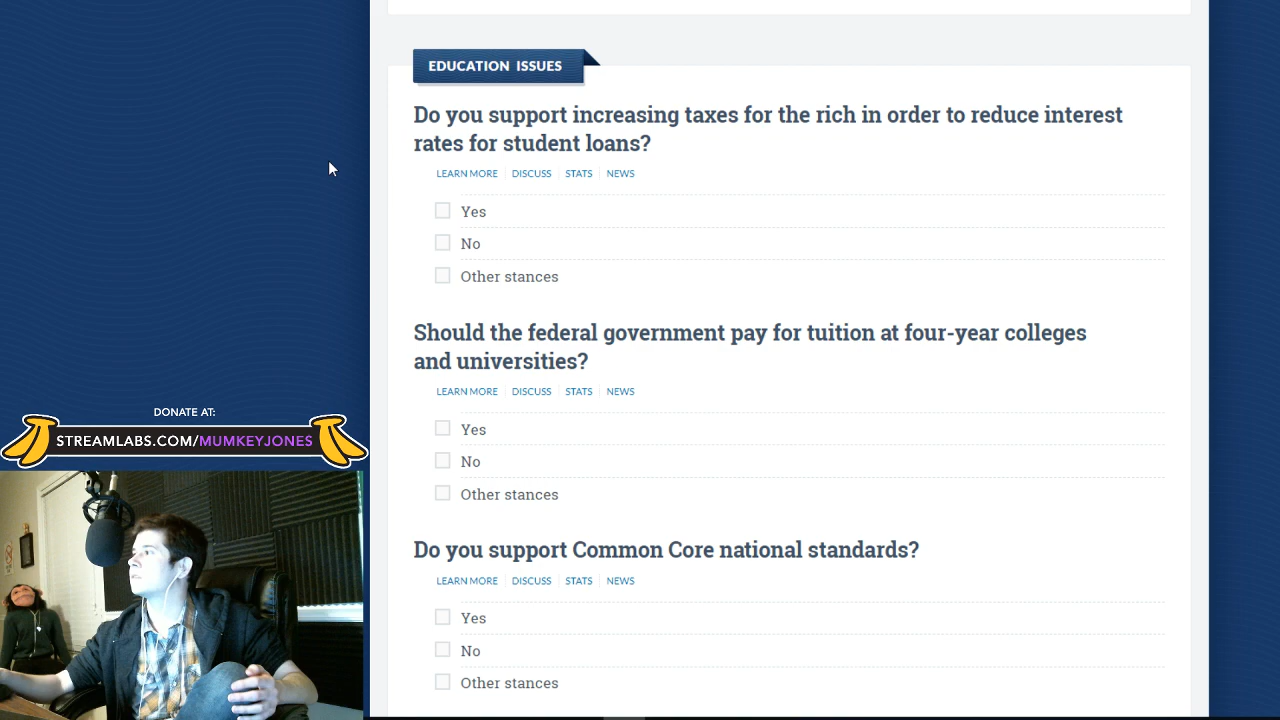 EDUCATION ISSUES
Do you support increasing taxes for the rich in order to reduce interest
rates for student loans?
LEARN MORE DISCUSS STATS NEWS
Yes
No
Other stances
Should the federal government pay for tuition at four-year colleges
and universities?
LEARN MORE DISCUSS STATS NEWS
Yes
No
Other stances
Do you support Common Core national standards?
LEARN MORE DISCUSS STATS NEWS
Yes
No
Other stances
DONATE AT:
STREAMLABS.COM/MUMKEYJONES